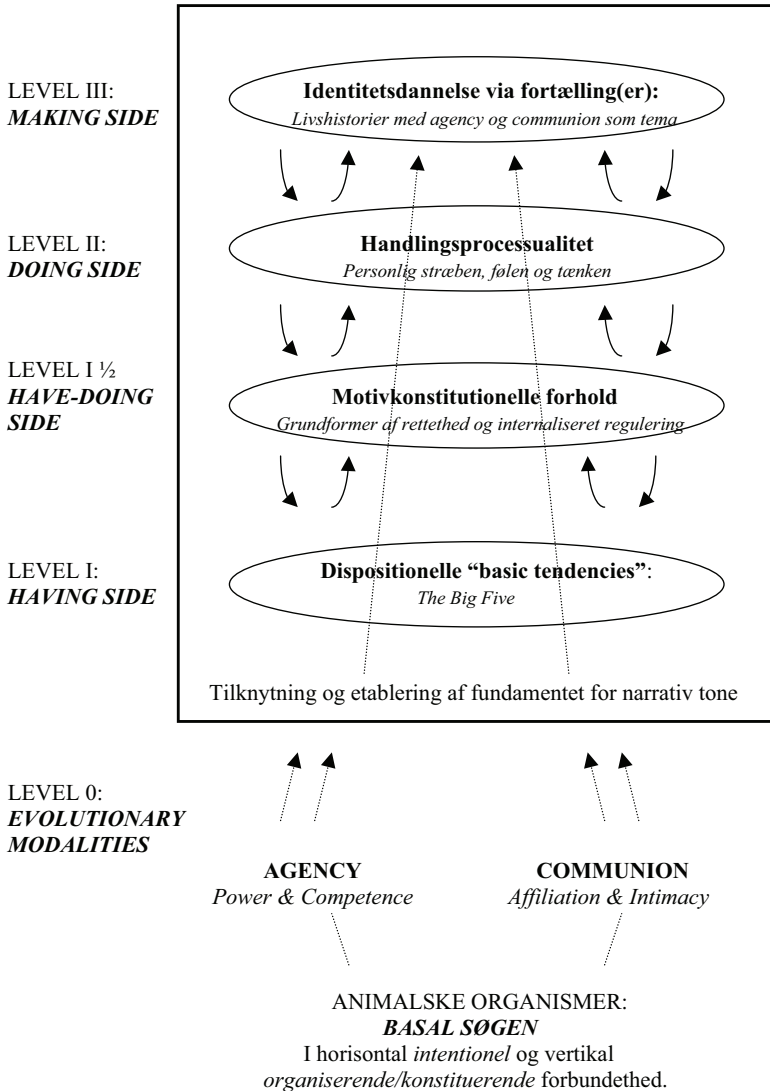 LEVEL III:
MAKING SIDE
Identitetsdannelse via fortælling(er):
Livshistorier med agency og communion som tema
LEVEL II:
DOING SIDE
Handlingsprocessualitet
Personlig stræben, følen og tænken
LEVEL I ½
HAVE-DOING
SIDE
Motivkonstitutionelle forhold
Grundformer af rettethed og internaliseret regulering
LEVEL I:
HAVING SIDE
Dispositionelle “basic tendencies”:
The Big Five
Tilknytning og etablering af fundamentet for narrativ tone
LEVEL 0:
EVOLUTIONARY
MODALITIES
AGENCY
Power & Competence
COMMUNION
Affiliation & Intimacy
ANIMALSKE ORGANISMER:
BASAL SØGEN
I horisontal intentionel og vertikal
organiserende/konstituerende forbundethed.